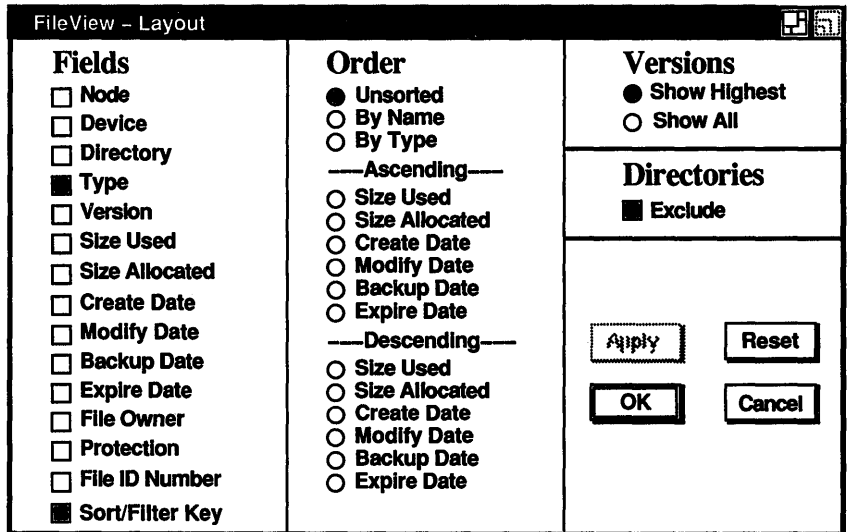 FileView – Layout
Fields
Node
Device
Directory
Type
Version
Size Used
Size Allocated
Create Date
Modify Date
Backup Date
Expire Date
File Owner
Protection
File ID Number
Sort/Filter Key
Order
Unsorted
By Name
By Type
----Ascending----
Size Used
Size Allocated
Create Date
Modify Date
Backup Date
Expire Date
----Descending----
Size Used
Size Allocated
Create Date
Modify Date
Backup Date
Expire Date
Versions
Show Highest
Show All
Directories
Exclude
Apply
Reset
OK
Cancel